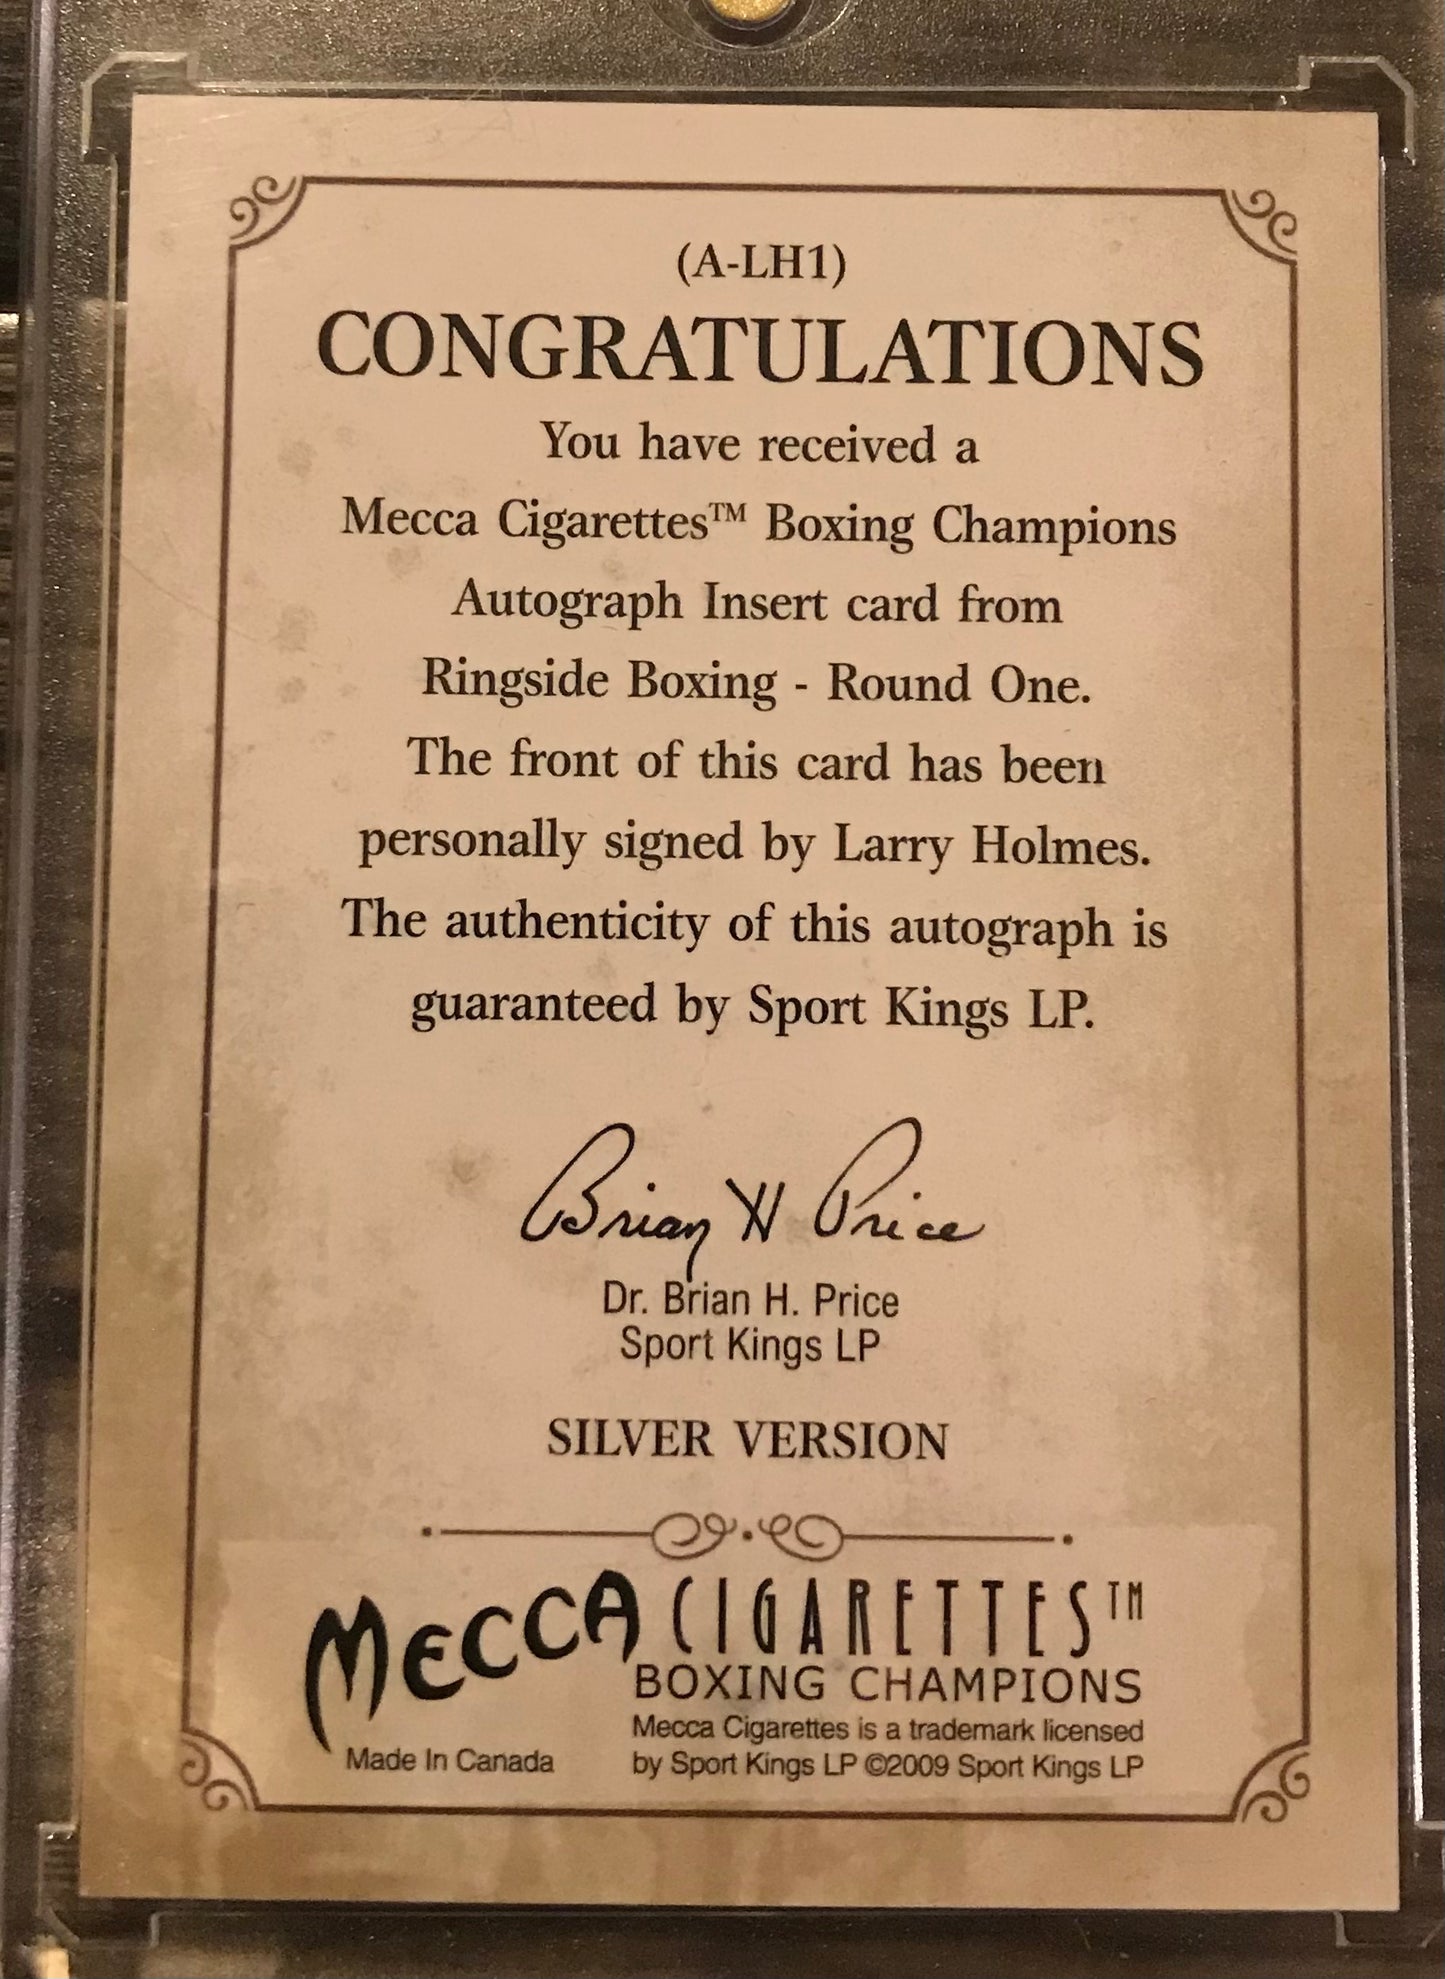 (A-LH1)
CONGRATULATIONS
You have received a
Mecca Cigarettes™ Boxing Champions
Autograph Insert card from
Ringside Boxing - Round One.
The front of this card has been
personally signed by Larry Holmes.
The authenticity of this autograph is
guaranteed by Sport Kings LP.
Brian H Price
Dr. Brian H. Price
Sport Kings LP
SILVER VERSION
MECCA CIGARETTES™
BOXING CHAMPIONS
Mecca Cigarettes is a trademark licensed
by Sport Kings LP ©2009 Sport Kings LP
Made In Canada